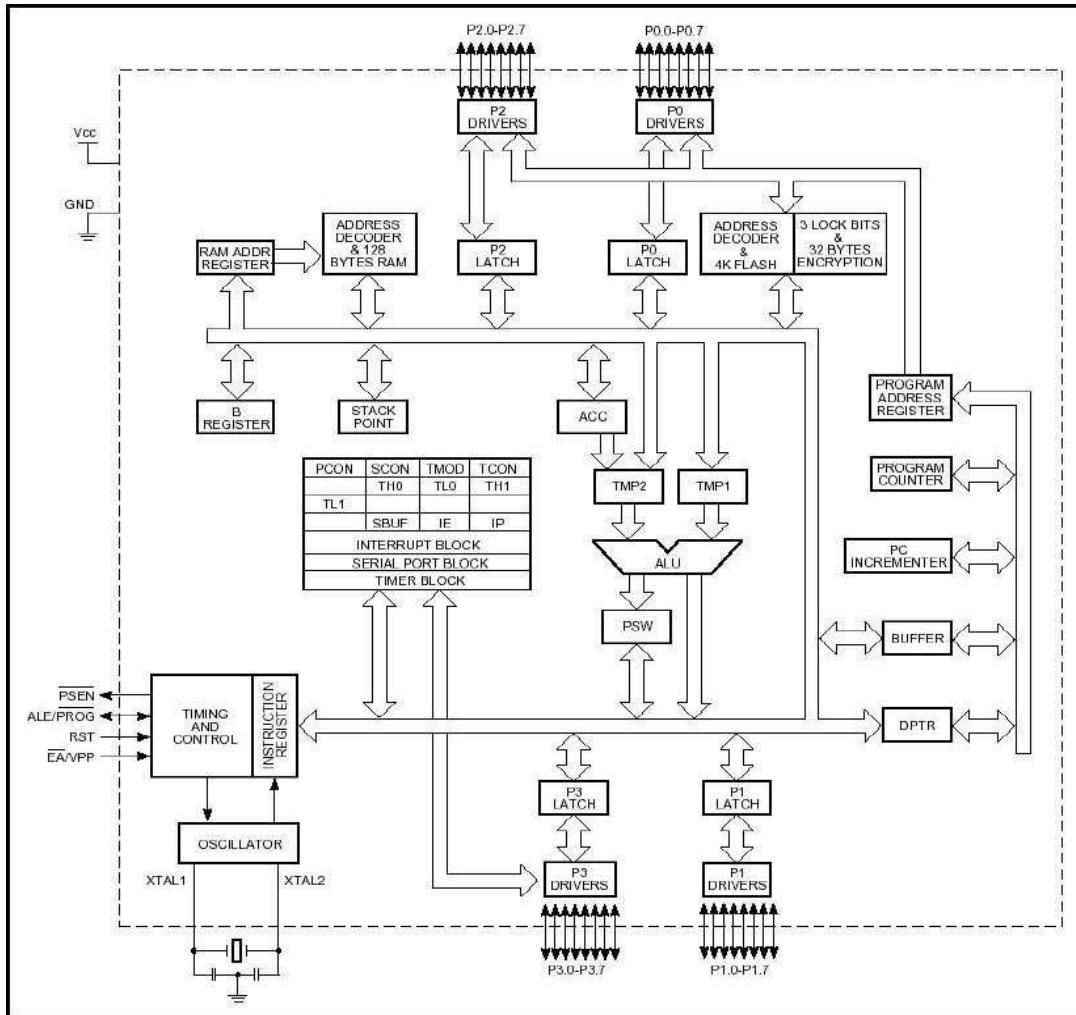 P2.0-P2.7
P0.0-P0.7
P2
DRIVERS
P0
DRIVERS
Vcc
GND
RAM ADDR
REGISTER
ADDRESS
DECODER
& 128
BYTES RAM
P2
LATCH
P0
LATCH
ADDRESS
DECODER
&
4K FLASH
3 LOCK BITS
&
32 BYTES
ENCRYPTION
B
REGISTER
STACK
POINT
ACC
PROGRAM
ADDRESS
REGISTER
PCON SCON TMOD TCON
TH0 TL0 TH1
TL1
SBUF IE IP
INTERRUPT BLOCK
SERIAL PORT BLOCK
TIMER BLOCK
TMP2
TMP1
PROGRAM
COUNTER
ALU
PC
INCREMENTER
PSW
BUFFER
PSEN
ALE/PROG
RST
EA/VPP
TIMING
AND
CONTROL
INSTRUCTION
REGISTER
DPTR
P3
LATCH
P1
LATCH
OSCILLATOR
XTAL1
XTAL2
P3
DRIVERS
P1
DRIVERS
P3.0-P3.7
P1.0-P1.7